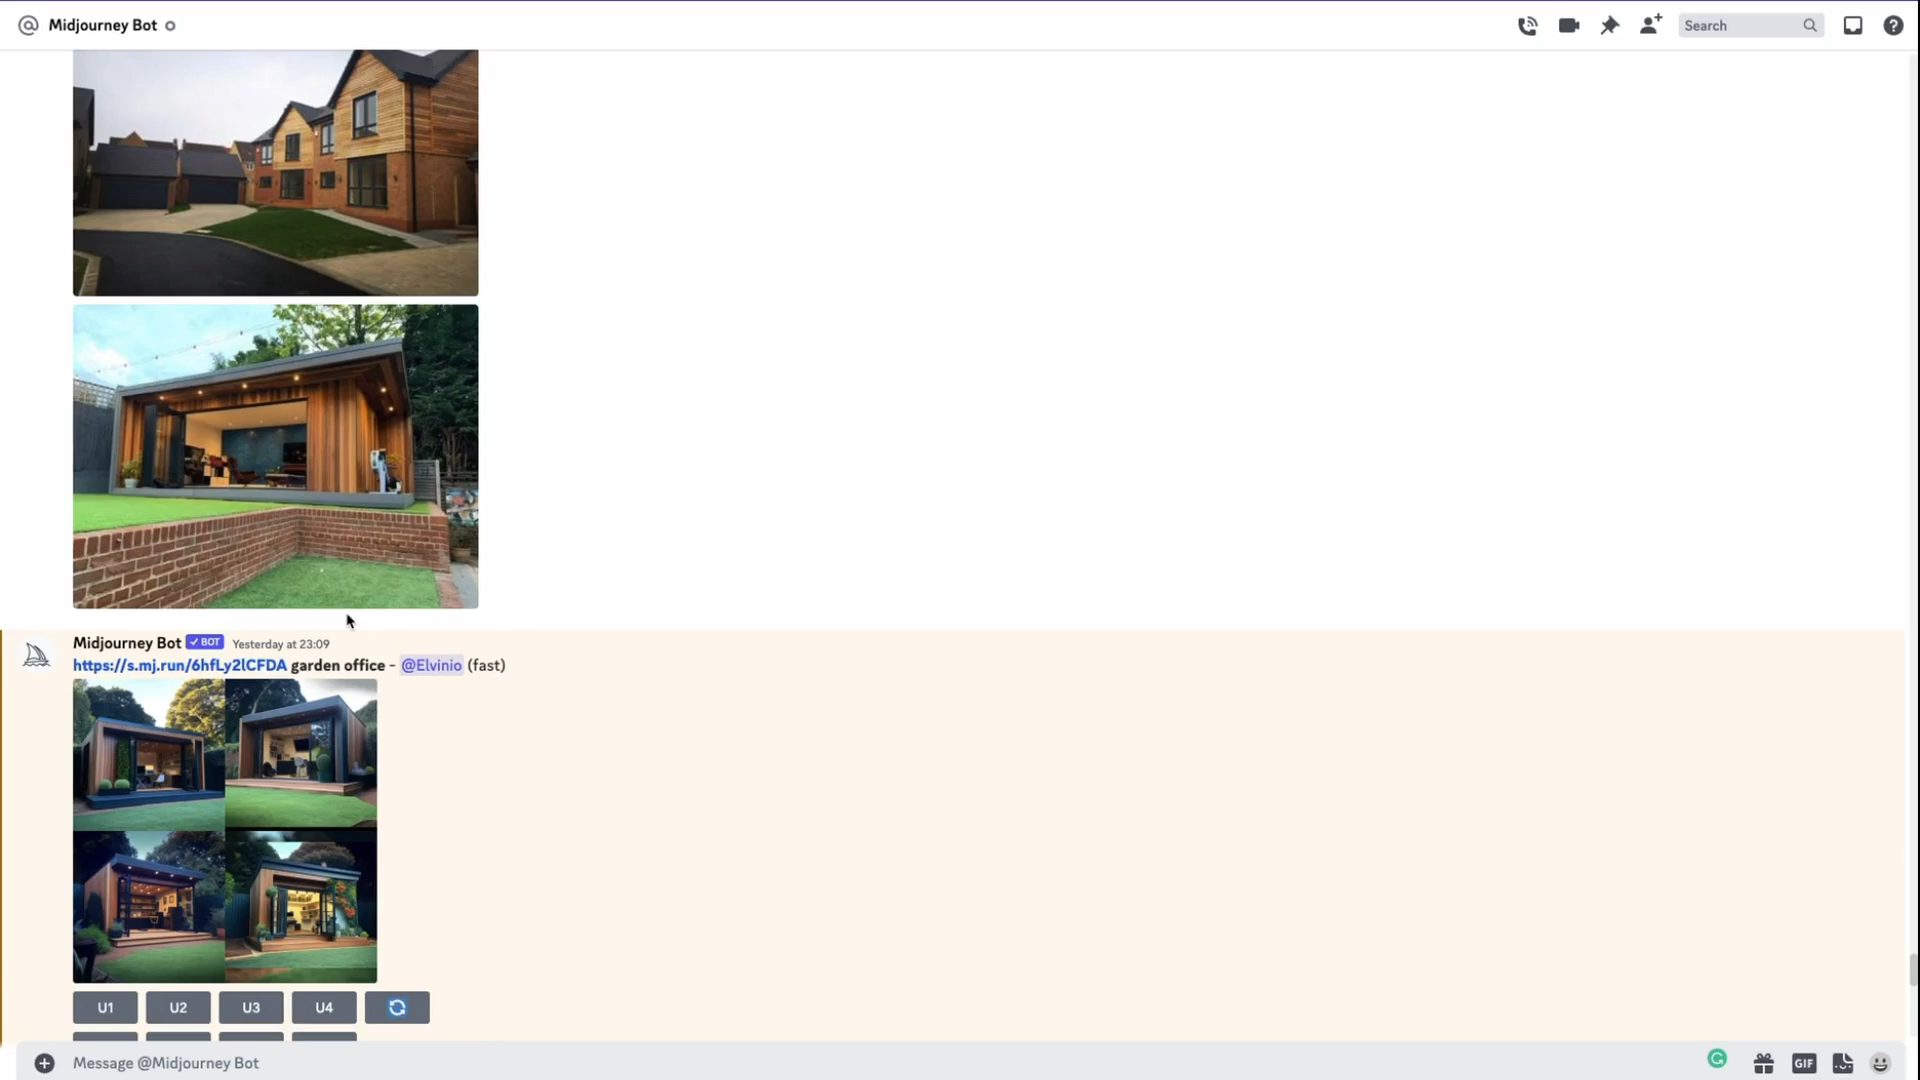 Midjourney Bot
Search
Midjourney Bot BOT Yesterday at 23:09
https://s.mj.run/6hfLy2lCFDA garden office - @Elvinio (fast)
U1 U2 U3 U4
Message @Midjourney Bot
GIF